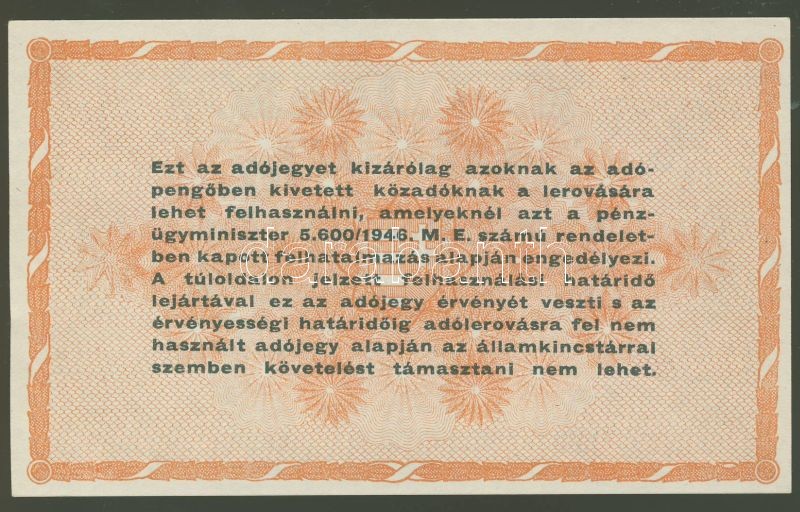 Ezt az adójegyet kizárólag azoknak az adó-
pengőben kivetett közadóknak a lerovására
lehet felhasználni, amelyeknél azt a pénz-
ügyminiszter 5.600/1946. M. E. számú rendelet-
ben kapott felhatalmazás alapján engedélyezi.
A túloldalon jelzett felhasználási határidő
lejártával ez az adójegy érvényét veszti s az
érvényességi határidőig adólerovásra fel nem
használt adójegy alapján az államkincstárral
szemben követelést támasztani nem lehet.
darabanth